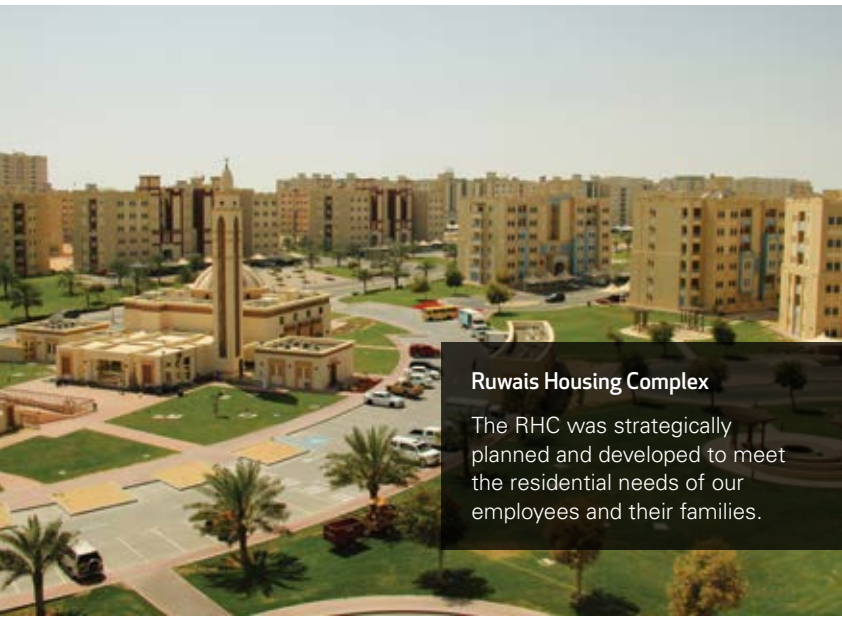 Ruwais Housing Complex
The RHC was strategically
planned and developed to meet
the residential needs of our
employees and their families.